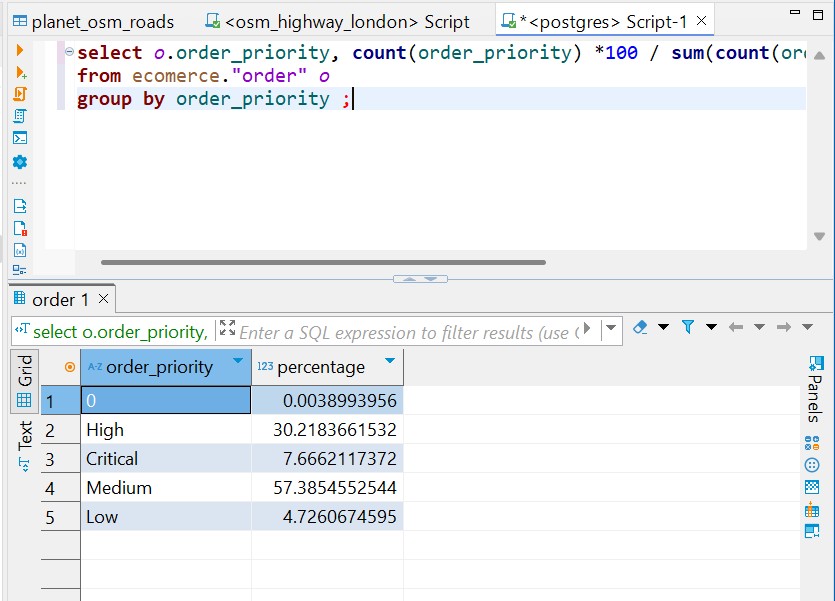 planet_osm_roads <osm_highway_london> Script *<postgres> Script-1
select o.order_priority, count(order_priority) *100 / sum(count(or
from ecomerce."order" o
group by order_priority ;
order 1
select o.order_priority, Enter a SQL expression to filter results (use
order_priority 123 percentage
1 0 0.0038993956
2 High 30.2183661532
3 Critical 7.6662117372
4 Medium 57.3854552544
5 Low 4.7260674595
Grid
Text
Panels